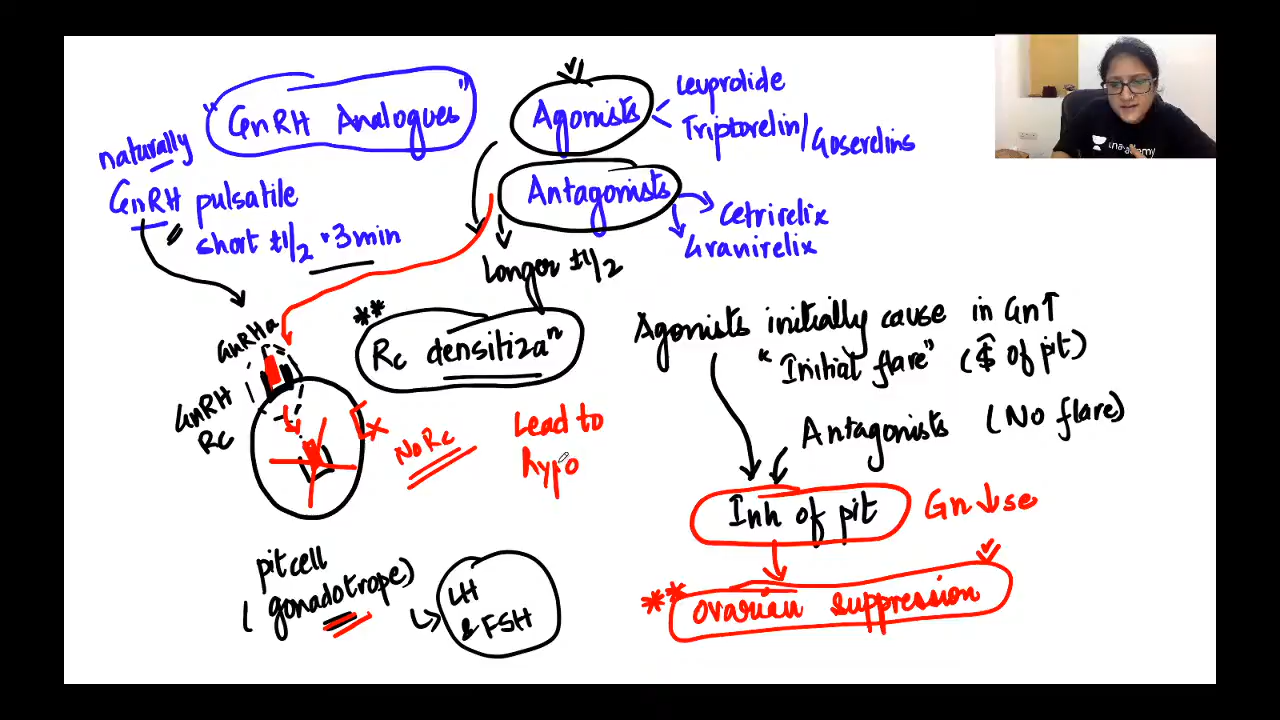 "GnRH Analogues"
Agonists
Leuprolide
Triptorelin/Goserelins
Antagonists
Cetrirelix
Granirelix
naturally
GnRH pulsatile
short t1/2 "3min
Longer t1/2
GnRHa
GnRH
Rc
** Rc densitizaⁿ
No Rc
Lead to
hypo
Agonists initially cause in Gn↑
"Initial flare" ($ of pit)
Antagonists (No flare)
Inh of pit
Gn↓se
** ovarian suppression
pit cell
(gonadotrope)
LH
& FSH